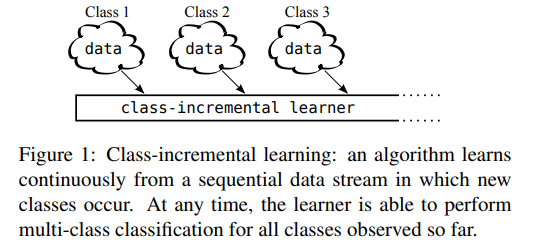 Class 1 Class 2 Class 3
data data data
class-incremental learner
Figure 1: Class-incremental learning: an algorithm learns
continuously from a sequential data stream in which new
classes occur. At any time, the learner is able to perform
multi-class classification for all classes observed so far.